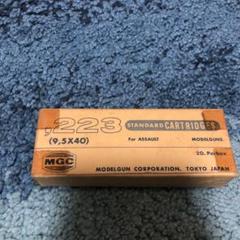 .223 STANDARD CARTRIDGES
(9,5X40) For ASSAULT MODELGUNS.
MGC 20. Perbox
MODELGUN CORPORATION. TOKYO JAPAN